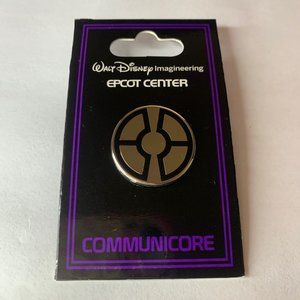 Walt Disney Imagineering
EPCOT CENTER
COMMUNICORE